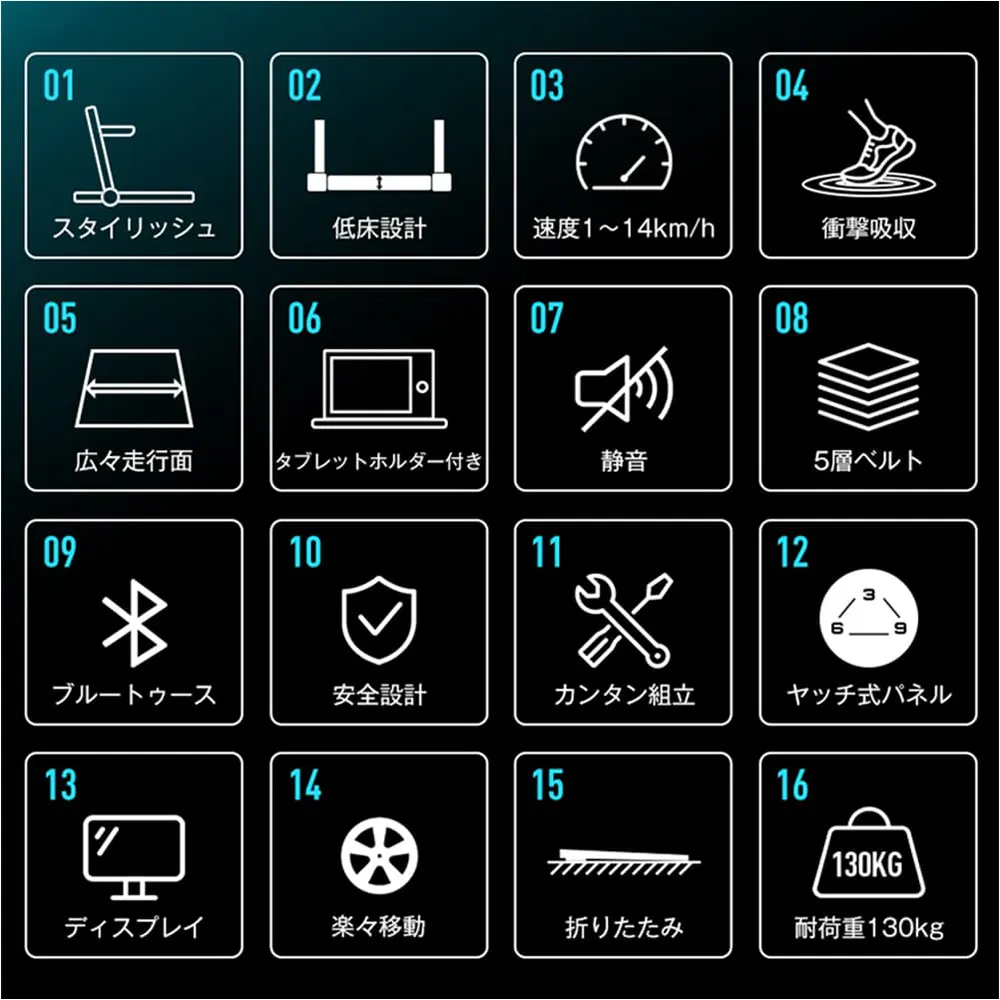 01
スタイリッシュ
02
低床設計
03
速度1～14km/h
04
衝撃吸収
05
広々走行面
06
タブレットホルダー付き
07
静音
08
5層ベルト
09
ブルートゥース
10
安全設計
11
カンタン組立
12
3
6 9
ヤッチ式パネル
13
ディスプレイ
14
楽々移動
15
折りたたみ
16
130KG
耐荷重130kg